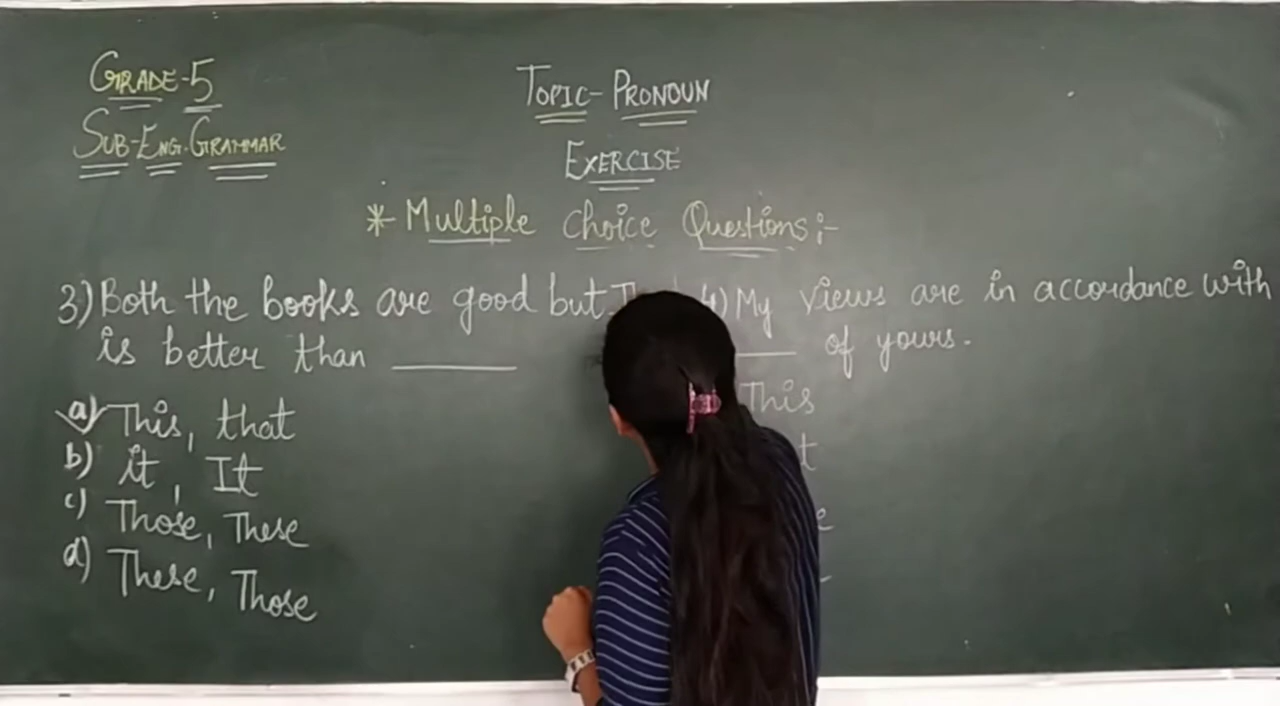 GRADE-5
SUB-ENG.GRAMMAR
TOPIC-PRONOUN
EXERCISE
* Multiple Choice Questions:-
3) Both the books are good but
is better than ______
a) This, that
b) it, It
c) Those, These
d) These, Those
4) My views are in accordance with
____ of yours.
This